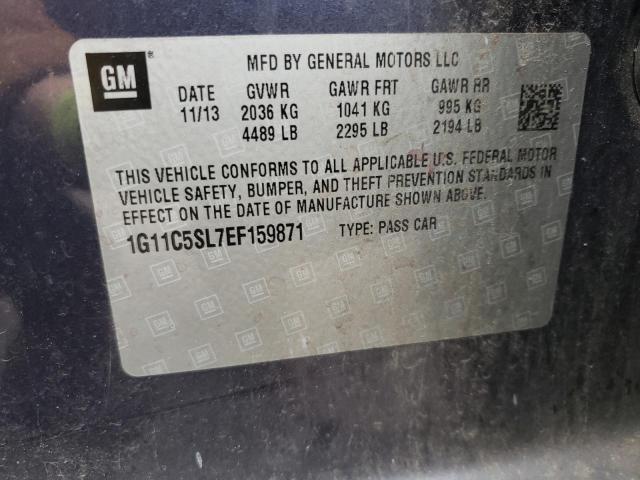 GM
MFD BY GENERAL MOTORS LLC
DATE GVWR GAWR FRT GAWR RR
11/13 2036 KG 1041 KG 995 KG
4489 LB 2295 LB 2194 LB
THIS VEHICLE CONFORMS TO ALL APPLICABLE U.S. FEDERAL MOTOR
VEHICLE SAFETY, BUMPER, AND THEFT PREVENTION STANDARDS IN
EFFECT ON THE DATE OF MANUFACTURE SHOWN ABOVE.
1G11C5SL7EF159871 TYPE: PASS CAR